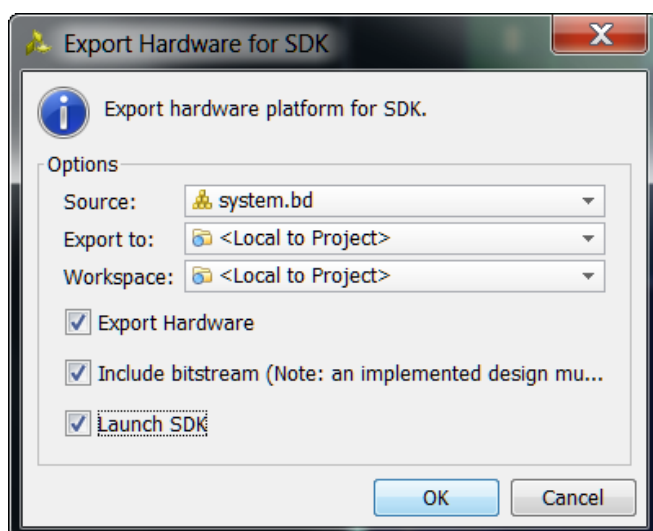 Export Hardware for SDK
Export hardware platform for SDK.
Options
Source: system.bd
Export to: <Local to Project>
Workspace: <Local to Project>
Export Hardware
Include bitstream (Note: an implemented design mu...
Launch SDK
OK Cancel